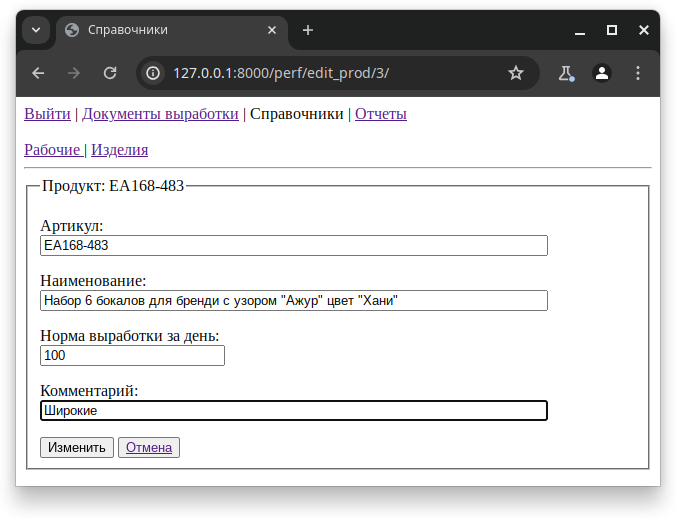 Справочники
127.0.0.1:8000/perf/edit_prod/3/
Выйти | Документы выработки | Справочники | Отчеты
Рабочие | Изделия
Продукт: EA168-483
Артикул:
EA168-483
Наименование:
Набор 6 бокалов для бренди с узором "Ажур" цвет "Хани"
Норма выработки за день:
100
Комментарий:
Широкие
Изменить Отмена